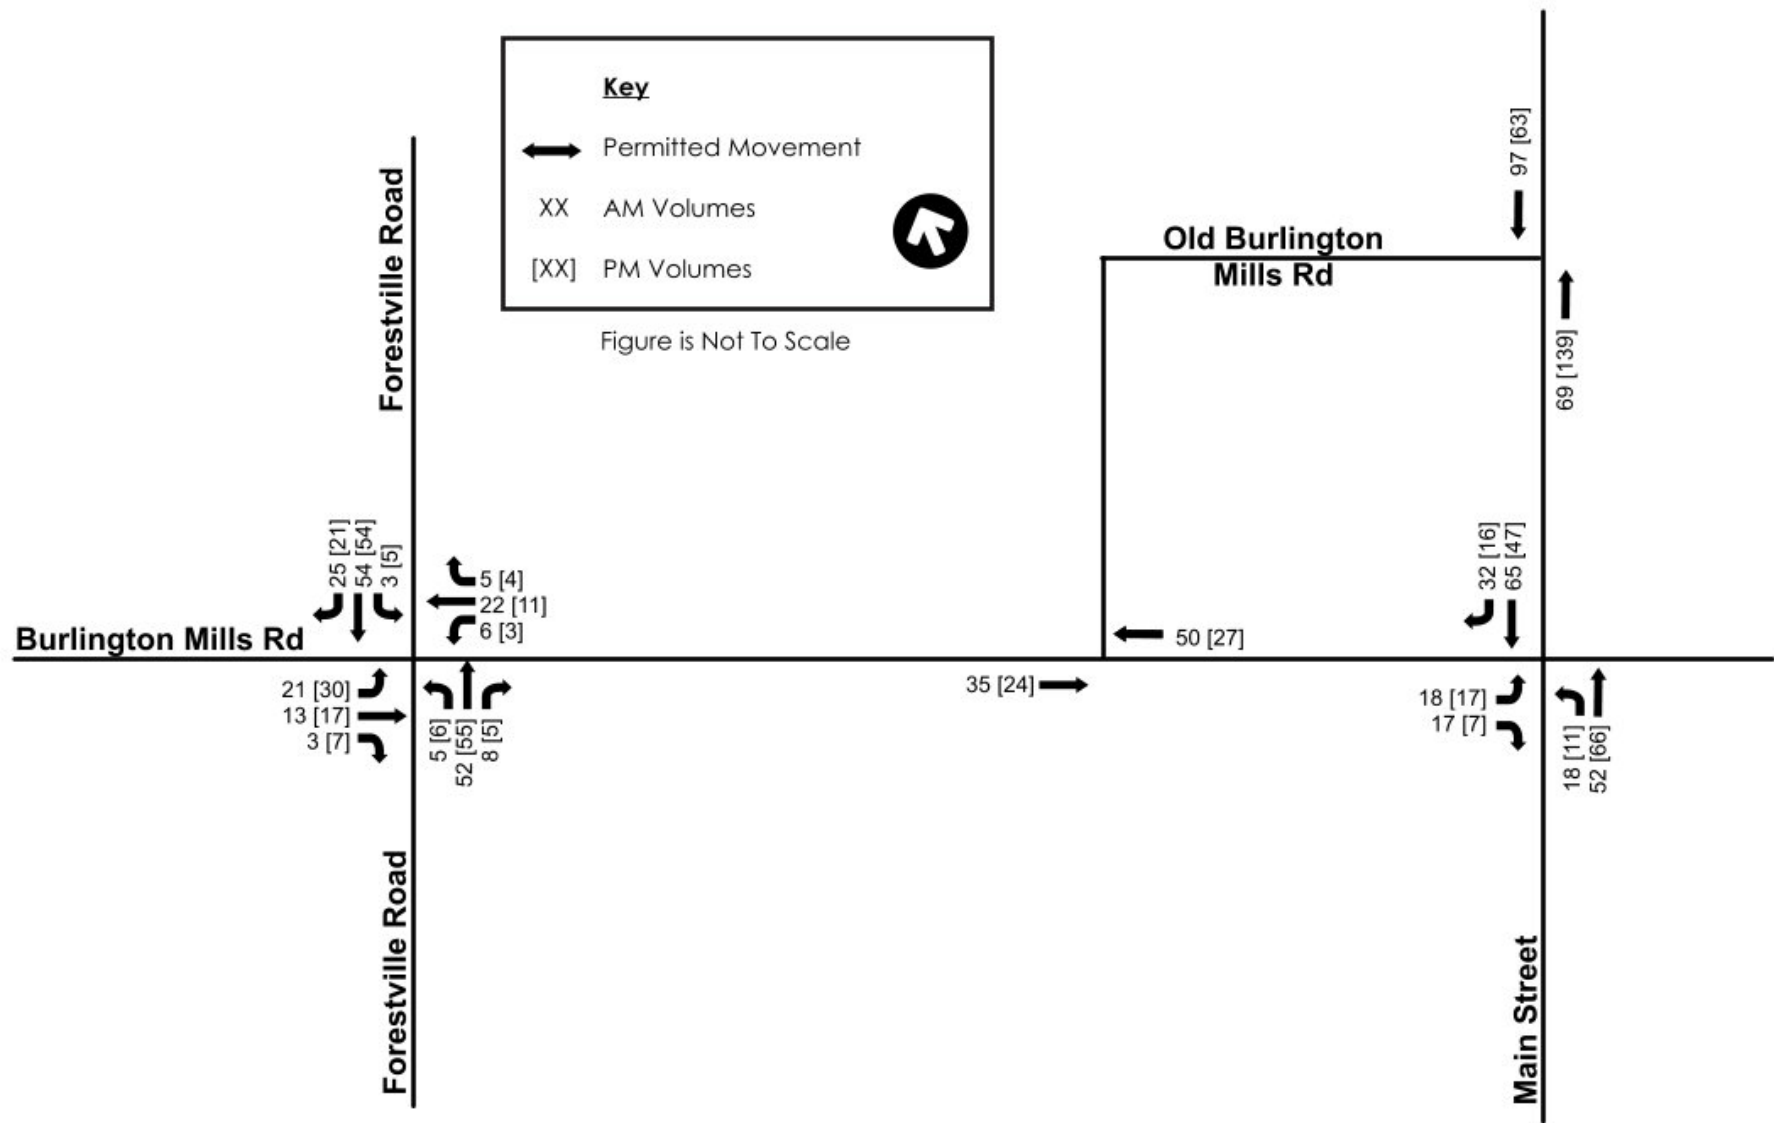 Key
Permitted Movement
XX AM Volumes
[XX] PM Volumes
Figure is Not To Scale
Forestville Road
97 [63]
Old Burlington
Mills Rd
69 [139]
25 [21]
54 [54]
3 [5]
5 [4]
22 [11]
6 [3]
Burlington Mills Rd
21 [30]
13 [17]
3 [7]
5 [6]
52 [55]
8 [5]
50 [27]
35 [24]
32 [16]
65 [47]
18 [17]
17 [7]
18 [11]
52 [66]
Forestville Road
Main Street